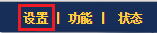 设置 | 功能 | 状态